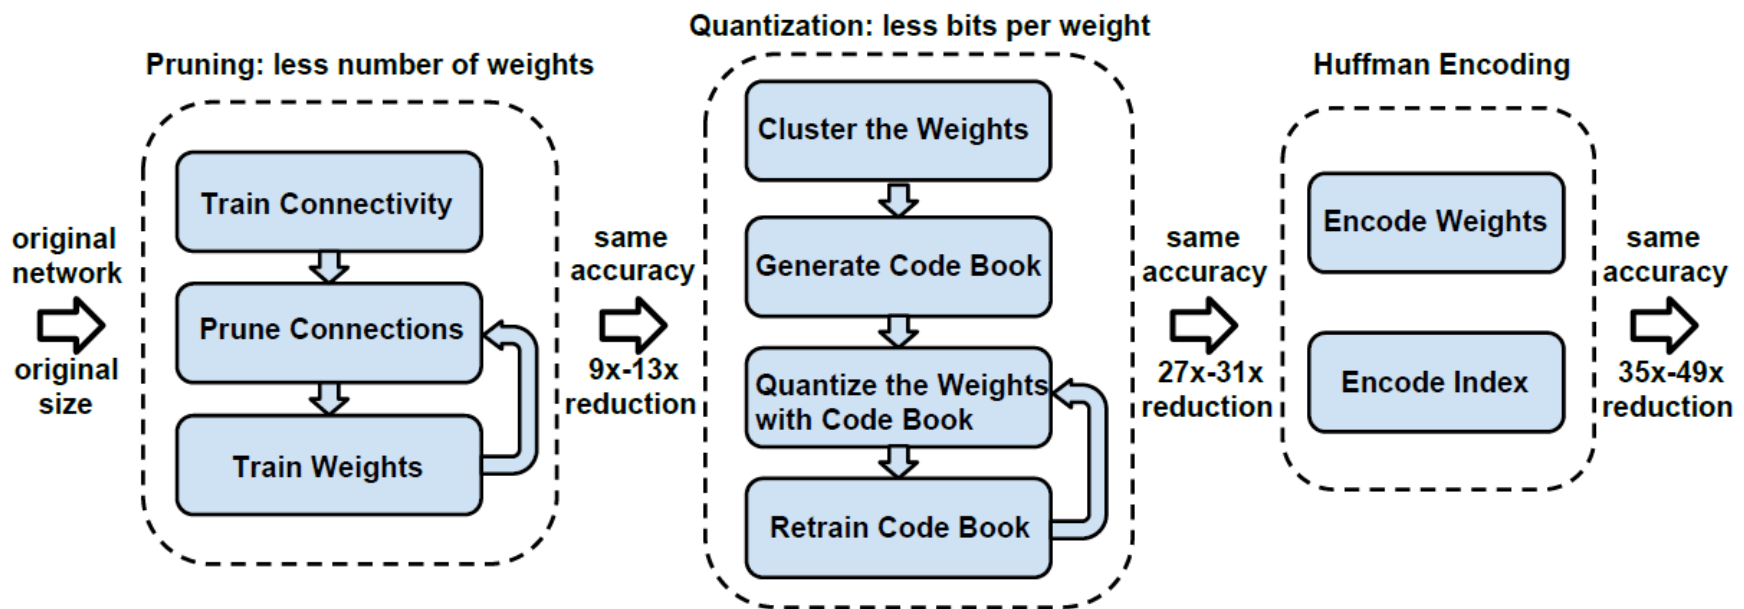 original
network
original
size
Pruning: less number of weights
Train Connectivity
Prune Connections
Train Weights
same
accuracy
9x-13x
reduction
Quantization: less bits per weight
Cluster the Weights
Generate Code Book
Quantize the Weights
with Code Book
Retrain Code Book
same
accuracy
27x-31x
reduction
Huffman Encoding
Encode Weights
Encode Index
same
accuracy
35x-49x
reduction